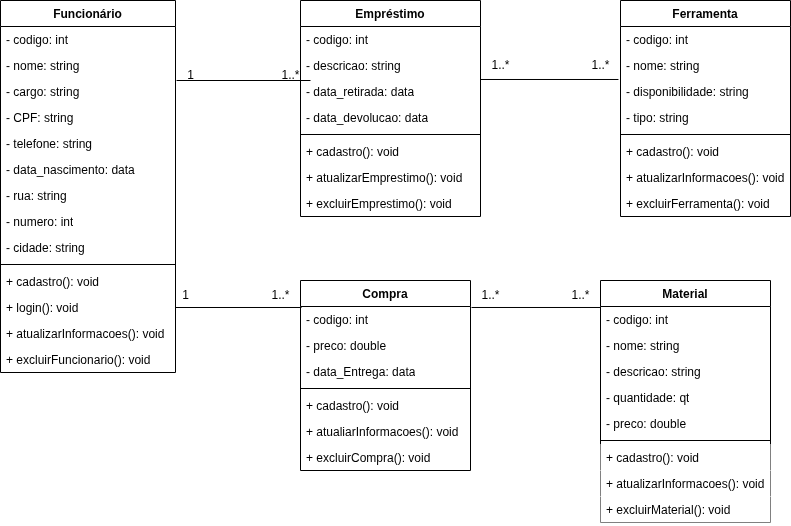 Funcionário
- codigo: int
- nome: string
- cargo: string
- CPF: string
- telefone: string
- data_nascimento: data
- rua: string
- numero: int
- cidade: string
+ cadastro(): void
+ login(): void
+ atualizarInformacoes(): void
+ excluirFuncionario(): void
1
1..*
Empréstimo
- codigo: int
- descricao: string
- data_retirada: data
- data_devolucao: data
+ cadastro(): void
+ atualizarEmprestimo(): void
+ excluirEmprestimo(): void
1..*
1..*
Ferramenta
- codigo: int
- nome: string
- disponibilidade: string
- tipo: string
+ cadastro(): void
+ atualizarInformacoes(): void
+ excluirFerramenta(): void
1
1..*
Compra
- codigo: int
- preco: double
- data_Entrega: data
+ cadastro(): void
+ atualiarInformacoes(): void
+ excluirCompra(): void
1..*
1..*
Material
- codigo: int
- nome: string
- descricao: string
- quantidade: qt
- preco: double
+ cadastro(): void
+ atualizarInformacoes(): void
+ excluirMaterial(): void